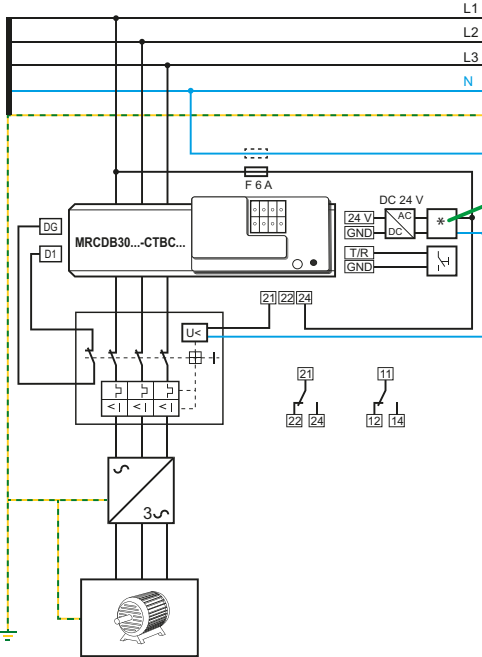 L1
L2
L3
N
F 6 A
DC 24 V
DG
24 V
AC
*
MRCDB30...-CTBC...
GND
DC
D1
T/R
GND
21 22 24
U<
21
11
22 24
12 14
3